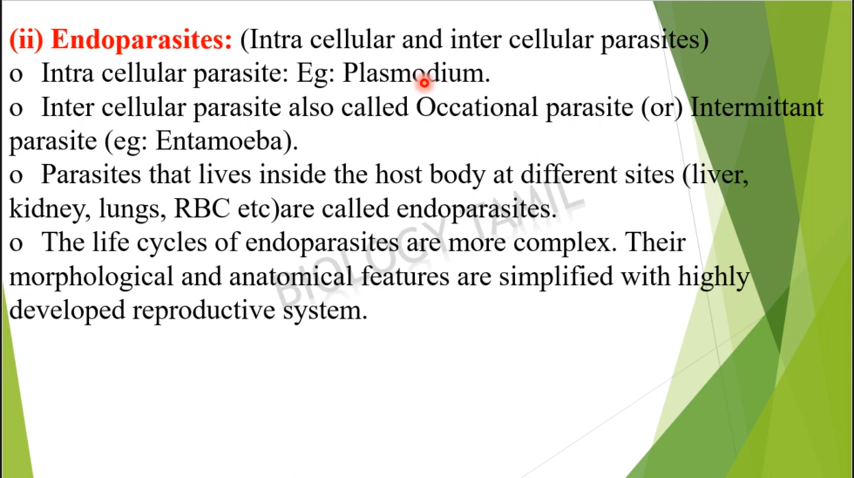 (ii) Endoparasites: (Intra cellular and inter cellular parasites)
o Intra cellular parasite: Eg: Plasmodium.
o Inter cellular parasite also called Occational parasite (or) Intermittant
parasite (eg: Entamoeba).
o Parasites that lives inside the host body at different sites (liver,
kidney, lungs, RBC etc)are called endoparasites.
o The life cycles of endoparasites are more complex. Their
morphological and anatomical features are simplified with highly
developed reproductive system.
BIOLOGY TAMIL